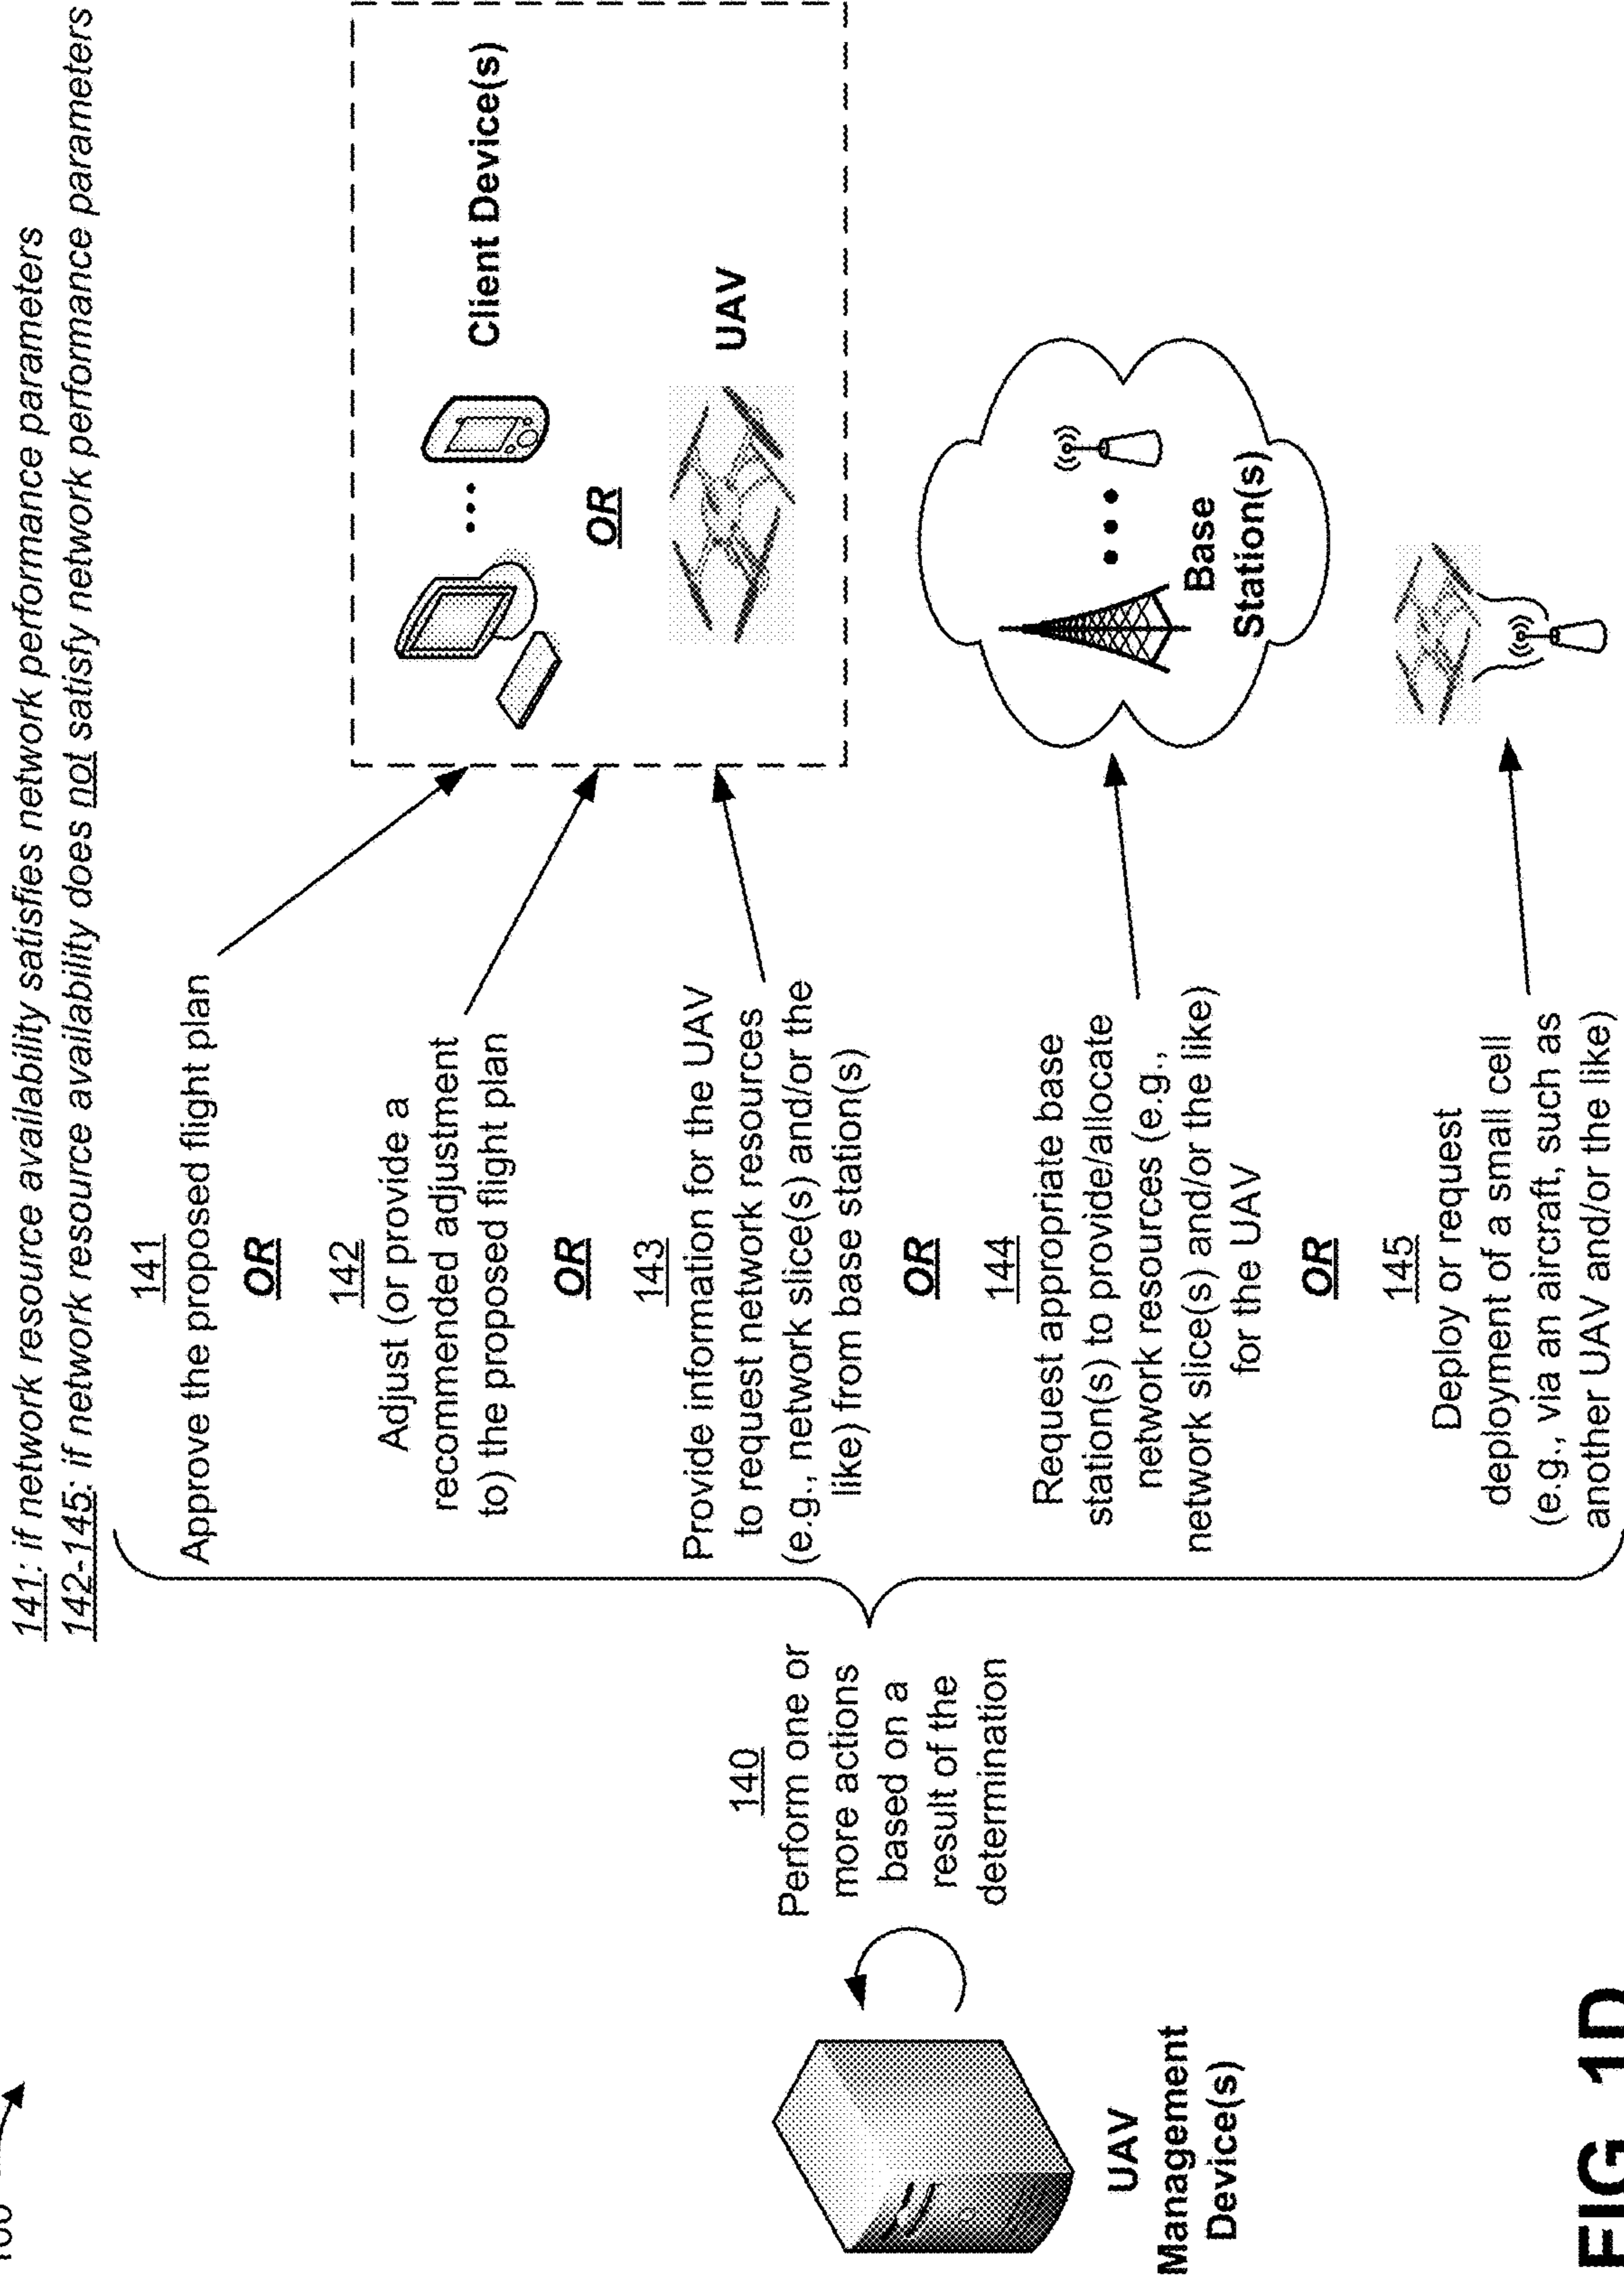 100
141: if network resource availability satisfies network performance parameters
142-145: if network resource availability does not satisfy network performance parameters
141
Approve the proposed flight plan
OR
142
Adjust (or provide a
recommended adjustment
to) the proposed flight plan
OR
143
Provide information for the UAV
to request network resources
(e.g., network slice(s) and/or the
like) from base station(s)
OR
144
Request appropriate base
station(s) to provide/allocate
network resources (e.g.,
network slice(s) and/or the like)
for the UAV
OR
145
Deploy or request
deployment of a small cell
(e.g., via an aircraft, such as
another UAV and/or the like)
140
Perform one or
more actions
based on a
result of the
determination
UAV
Management
Device(s)
Client Device(s)
OR
UAV
Base
Station(s)
FIG. 1D